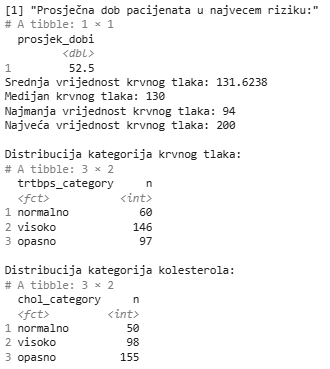 [1] "Prosječna dob pacijenata u najvecem riziku:"
# A tibble: 1 × 1
prosjek_dobi
<dbl>
1 52.5
Srednja vrijednost krvnog tlaka: 131.6238
Medijan krvnog tlaka: 130
Najmanja vrijednost krvnog tlaka: 94
Najveća vrijednost krvnog tlaka: 200
Distribucija kategorija krvnog tlaka:
# A tibble: 3 × 2
trtbps_category n
<fct> <int>
1 normalno 60
2 visoko 146
3 opasno 97
Distribucija kategorija kolesterola:
# A tibble: 3 × 2
chol_category n
<fct> <int>
1 normalno 50
2 visoko 98
3 opasno 155